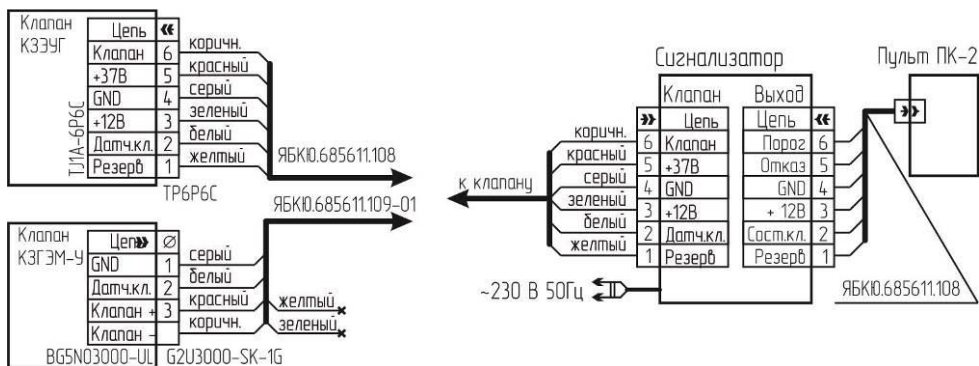 Клапан
КЗЭУГ
TJ1A-6P6C
Цепь
Клапан 6 коричн.
+37В 5 красный
GND 4 серый
+12В 3 зеленый
Датч.кл. 2 белый
Резерв 1 желтый
TP6P6C
ЯБКЮ.685611.108
ЯБКЮ.685611.109-01
Клапан
КЗГЭМ-У
Цепь Ø
GND 1 серый
Датч.кл. 2 белый
Клапан + 3 красный
Клапан - коричн.
желтый
зеленый
BG5N03000-UL G2U3000-SK-1G
к клапану
Сигнализатор
Клапан
Цепь
коричн. 6 Клапан
красный 5 +37В
серый 4 GND
зеленый 3 +12В
белый 2 Датч.кл.
желтый 1 Резерв
Выход
Цепь
Порог 6
Отказ 5
GND 4
+ 12В 3
Сост.кл. 2
Резерв 1
~230 В 50Гц
Пульт ПК-2
ЯБКЮ.685611.108